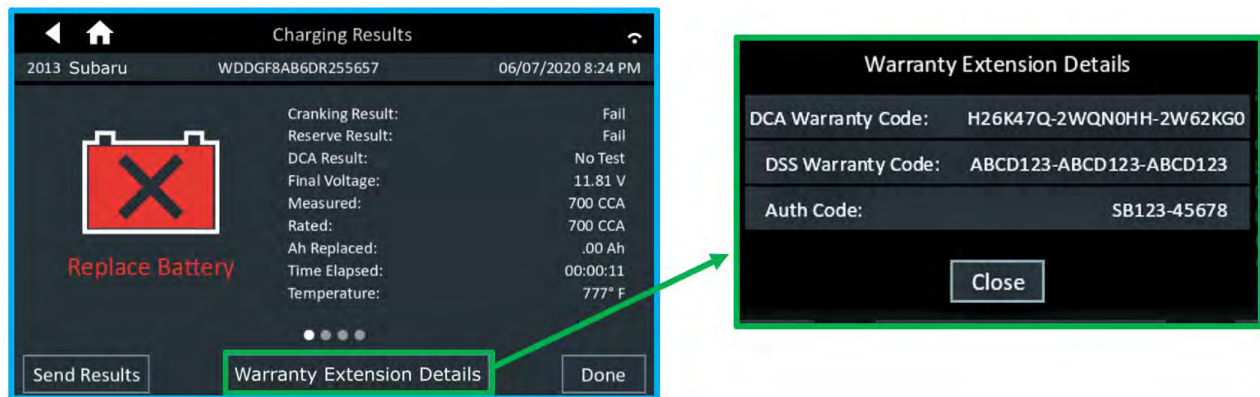 Charging Results
2013 Subaru WDDGF8AB6DR255657 06/07/2020 8:24 PM
Cranking Result: Fail
Reserve Result: Fail
DCA Result: No Test
Final Voltage: 11.81 V
Measured: 700 CCA
Rated: 700 CCA
Ah Replaced: .00 Ah
Time Elapsed: 00:00:11
Temperature: 777° F
Replace Battery
Send Results Warranty Extension Details Done
Warranty Extension Details
DCA Warranty Code: H26K47Q-2WQN0HH-2W62KG0
DSS Warranty Code: ABCD123-ABCD123-ABCD123
Auth Code: SB123-45678
Close